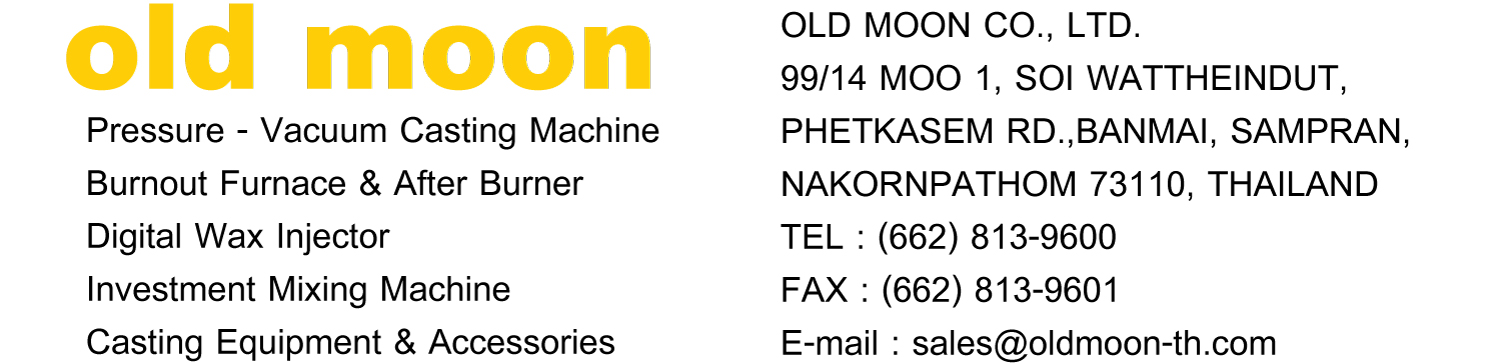 old moon
Pressure - Vacuum Casting Machine
Burnout Furnace & After Burner
Digital Wax Injector
Investment Mixing Machine
Casting Equipment & Accessories
OLD MOON CO., LTD.
99/14 MOO 1, SOI WATTHEINDUT,
PHETKASEM RD.,BANMAI, SAMPRAN,
NAKORNPATHOM 73110, THAILAND
TEL : (662) 813-9600
FAX : (662) 813-9601
E-mail : sales@oldmoon-th.com